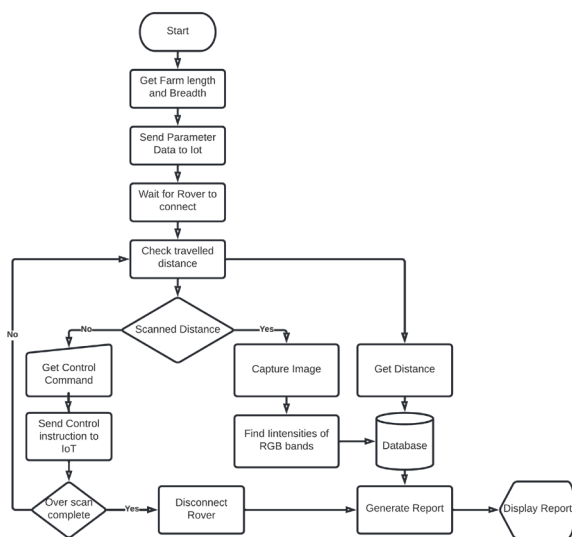 Start
Get Farm length
and Breadth
Send Parameter
Data to Iot
Wait for Rover to
connect
Check travelled
distance
No
Scanned Distance
No
Yes
Get Control
Command
Capture Image
Get Distance
Send Control
instruction to
IoT
Find Iintensities of
RGB bands
Database
Over scan
complete
Yes
Disconnect
Rover
Generate Report
Display Report